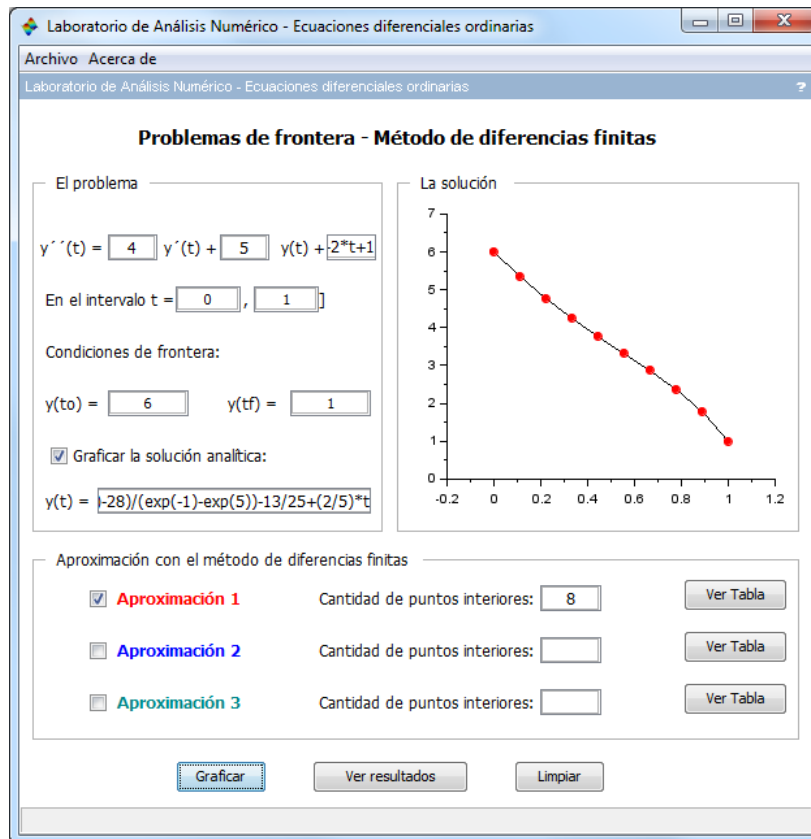 Laboratorio de Análisis Numérico - Ecuaciones diferenciales ordinarias
Archivo Acerca de
Laboratorio de Análisis Numérico - Ecuaciones diferenciales ordinarias ?
Problemas de frontera - Método de diferencias finitas
El problema
y´´(t) = 4 y´(t) + 5 y(t) + -2*t+1
En el intervalo t = 0 , 1 ]
Condiciones de frontera:
y(to) = 6 y(tf) = 1
Graficar la solución analítica:
y(t) = )-28)/(exp(-1)-exp(5))-13/25+(2/5)*t
La solución
7
6
5
4
3
2
1
0
-0.2 0 0.2 0.4 0.6 0.8 1 1.2
Aproximación con el método de diferencias finitas
Aproximación 1 Cantidad de puntos interiores: 8 Ver Tabla
Aproximación 2 Cantidad de puntos interiores: Ver Tabla
Aproximación 3 Cantidad de puntos interiores: Ver Tabla
Graficar Ver resultados Limpiar